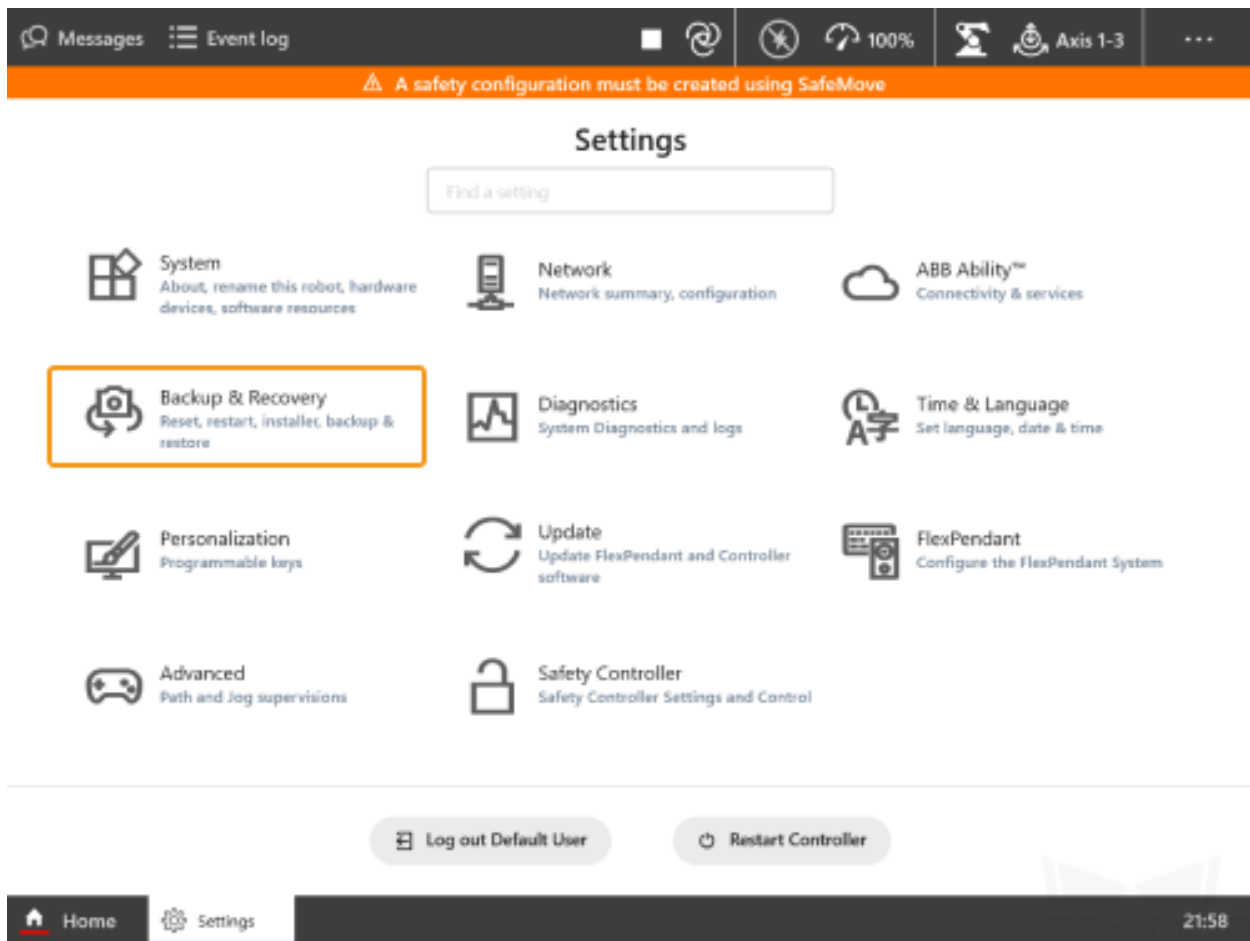 Messages
Event log
100%
Axis 1-3
...
A safety configuration must be created using SafeMove
Settings
Find a setting
System
About, rename this robot, hardware
devices, software resources
Network
Network summary, configuration
ABB Ability™
Connectivity & services
Backup & Recovery
Reset, restart, installer, backup &
restore
Diagnostics
System Diagnostics and logs
Time & Language
Set language, date & time
Personalization
Programmable keys
Update
Update FlexPendant and Controller
software
FlexPendant
Configure the FlexPendant System
Advanced
Path and Jog supervisions
Safety Controller
Safety Controller Settings and Control
Log out Default User
Restart Controller
Home
Settings
21:58